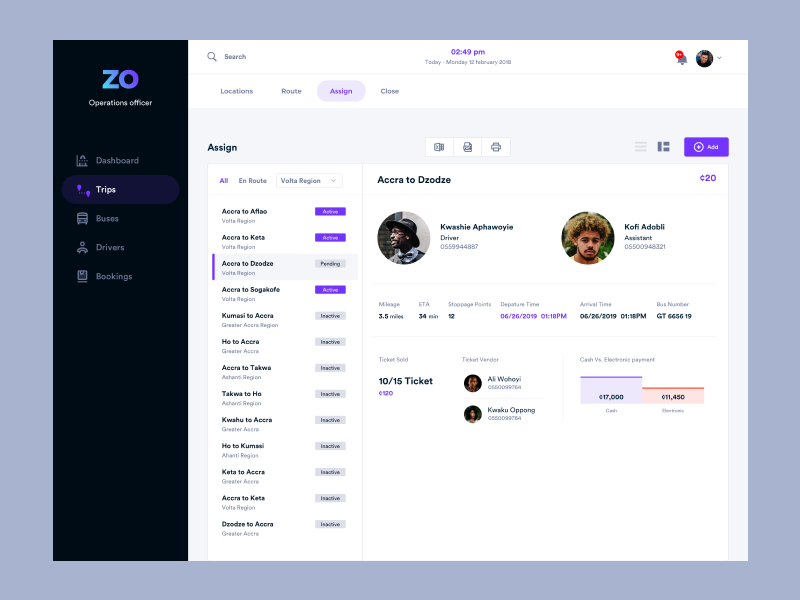 ZO
Operations officer
Dashboard
Trips
Buses
Drivers
Bookings
Search
02:49 pm
Today - Monday 12 february 2018
9+
Locations
Route
Assign
Close
Assign
Add
All
En Route
Volta Region
Accra to Aflao
Active
Volta Region
Accra to Keta
Active
Volta Region
Accra to Dzodze
Pending
Volta Region
Accra to Sogakofe
Active
Volta Region
Kumasi to Accra
Inactive
Greater Accra Region
Ho to Accra
Inactive
Greater Accra
Accra to Takwa
Inactive
Ashanti Region
Takwa to Ho
Inactive
Ashanti Region
Kwahu to Accra
Inactive
Greater Accra
Ho to Kumasi
Inactive
Ahanti Region
Keta to Accra
Inactive
Greater Accra
Accra to Keta
Inactive
Volta Region
Dzodze to Accra
Inactive
Greater Accra
Accra to Dzodze
¢20
Kwashie Aphawoyie
Driver
0559944887
Kofi Adobli
Assistant
05500948321
Mileage
3.5 miles
ETA
34 min
Stoppage Points
12
Depature Time
06/26/2019 01:18PM
Arrival Time
06/26/2019 01:18PM
Bus Number
GT 6656 19
Ticket Sold
10/15 Ticket
¢120
Ticket Vendor
Ali Wohoyi
0550099764
Kwaku Oppong
0550099764
Cash Vs. Electronic payment
¢17,000
¢11,450
Cash
Electronic